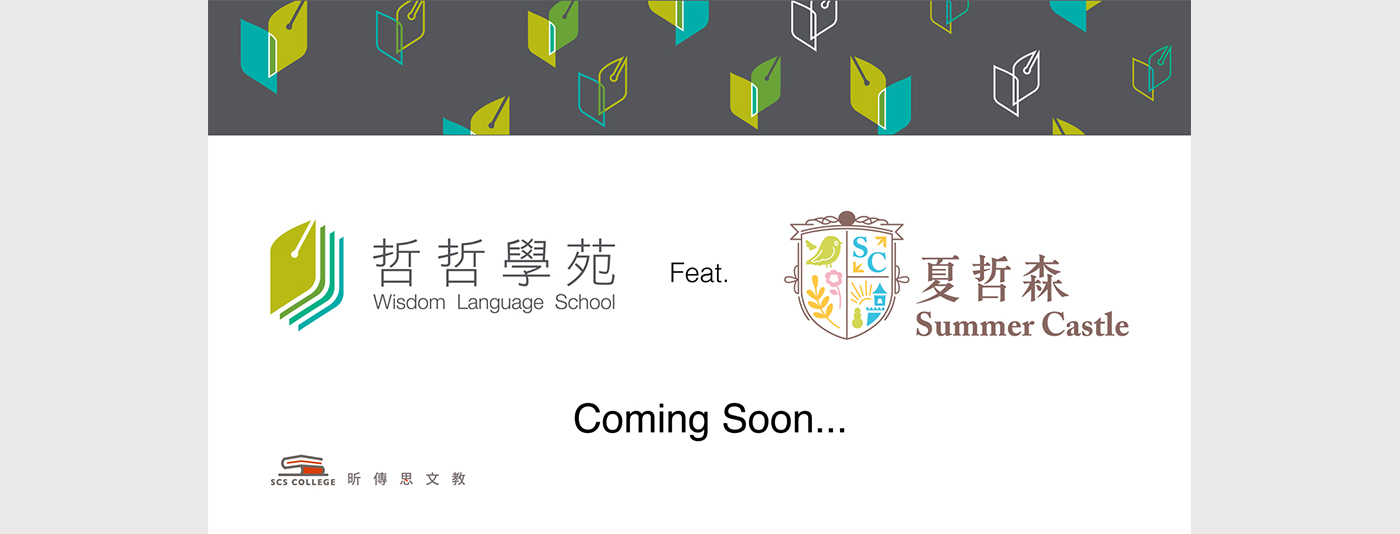 哲哲學苑
Wisdom Language School
Feat.
SC
夏哲森
Summer Castle
Coming Soon...
SCS COLLEGE
昕傳思文教